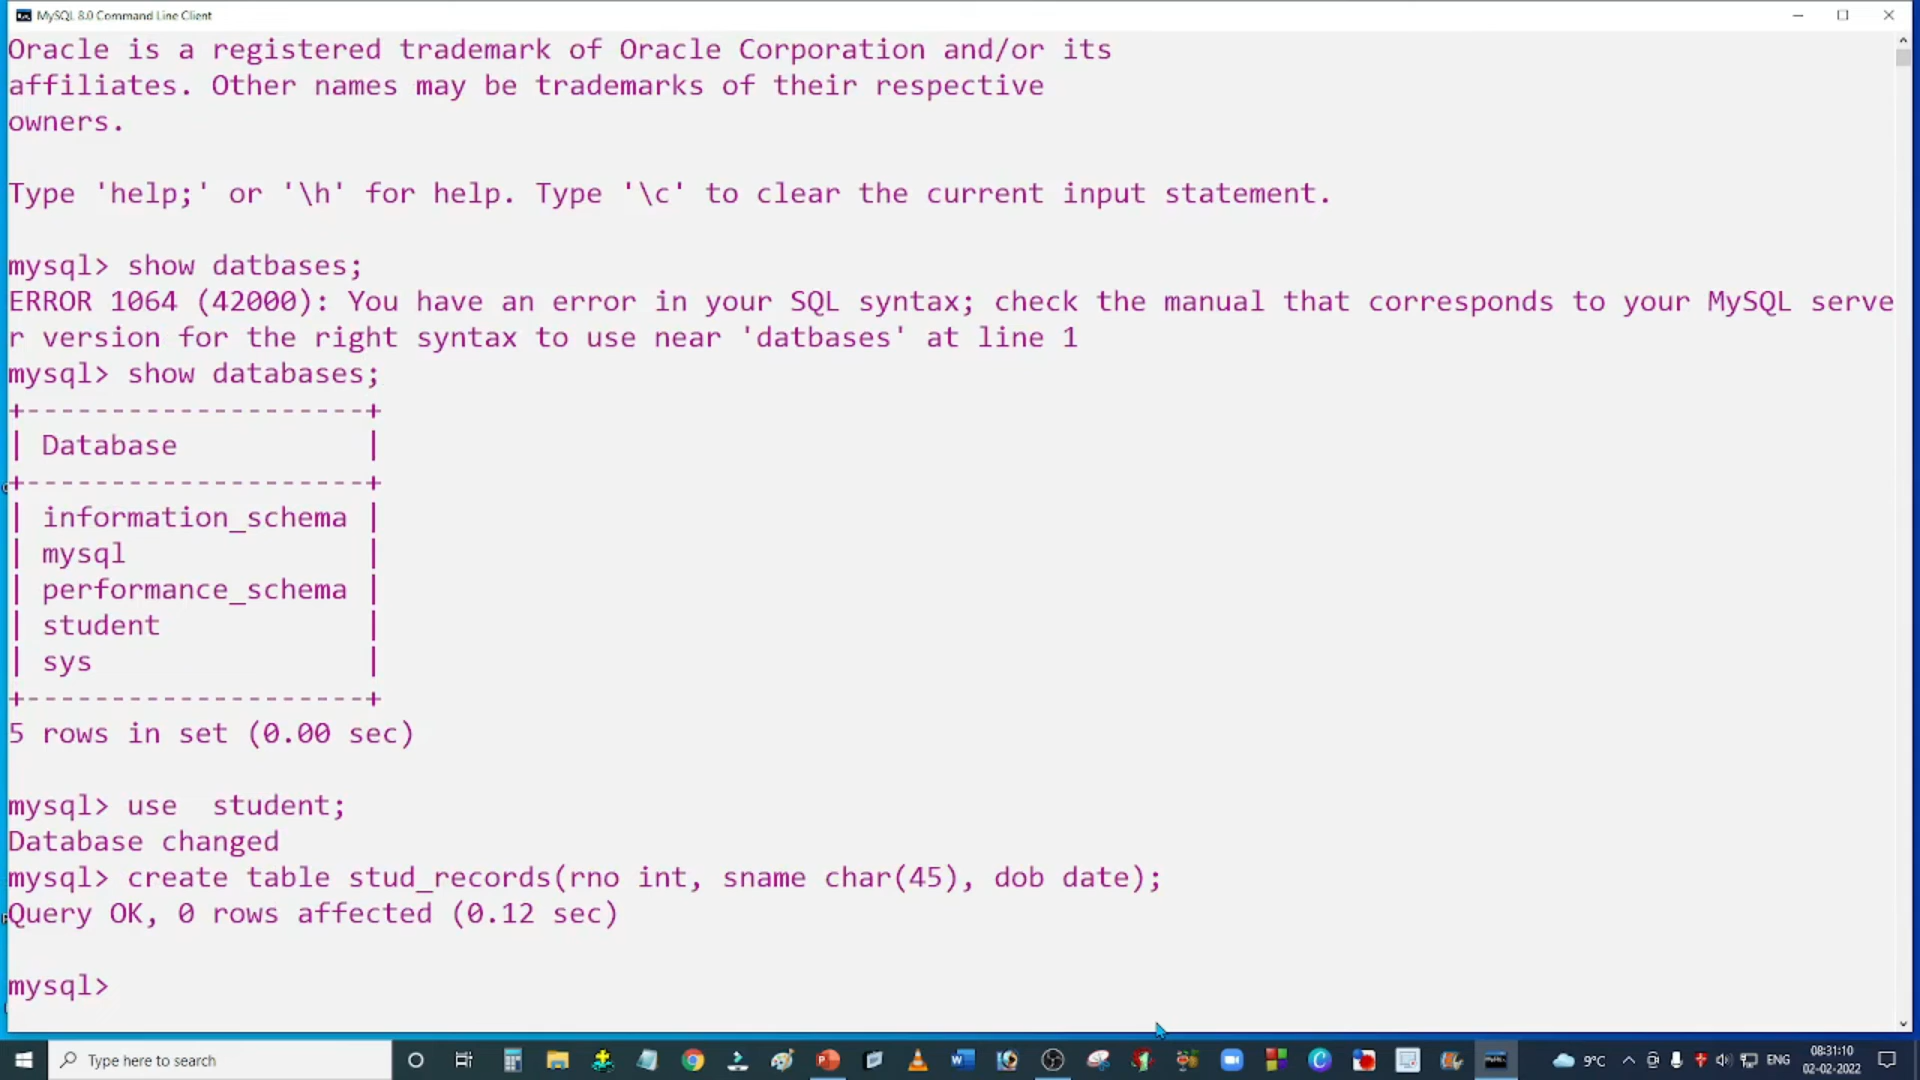 MySQL 8.0 Command Line Client
Oracle is a registered trademark of Oracle Corporation and/or its
affiliates. Other names may be trademarks of their respective
owners.
Type 'help;' or '\h' for help. Type '\c' to clear the current input statement.
mysql> show datbases;
ERROR 1064 (42000): You have an error in your SQL syntax; check the manual that corresponds to your MySQL serve
r version for the right syntax to use near 'datbases' at line 1
mysql> show databases;
+--------------------+
| Database           |
+--------------------+
| information_schema |
| mysql              |
| performance_schema |
| student            |
| sys                |
+--------------------+
5 rows in set (0.00 sec)
mysql> use  student;
Database changed
mysql> create table stud_records(rno int, sname char(45), dob date);
Query OK, 0 rows affected (0.12 sec)
mysql>
Type here to search
9°C
ENG
08:31:10
02-02-2022